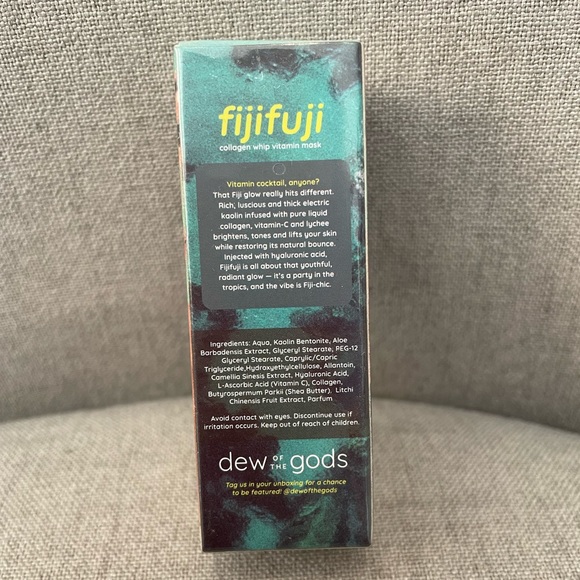 fijifuji
collagen whip vitamin mask
Vitamin cocktail, anyone?
That Fiji glow really hits different.
Rich, luscious and thick electric
kaolin infused with pure liquid
collagen, vitamin-C and lychee
brightens, tones and lifts your skin
while restoring its natural bounce.
Injected with hyaluronic acid,
Fijifuji is all about that youthful,
radiant glow — it's a party in the
tropics, and the vibe is Fiji-chic.
Ingredients: Aqua, Kaolin Bentonite, Aloe
Barbadensis Extract, Glyceryl Stearate, PEG-12
Glyceryl Stearate, Caprylic/Capric
Triglyceride,Hydroxyethylcellulose, Allantoin,
Camellia Sinesis Extract, Hyaluronic Acid,
L-Ascorbic Acid (Vitamin C), Collagen,
Butyrospermum Parkii (Shea Butter). Litchi
Chinensis Fruit Extract, Parfum
Avoid contact with eyes. Discontinue use if
irritation occurs. Keep out of reach of children.
dew OF THE gods
Tag us in your unboxing for a chance
to be featured! @dewofthegods